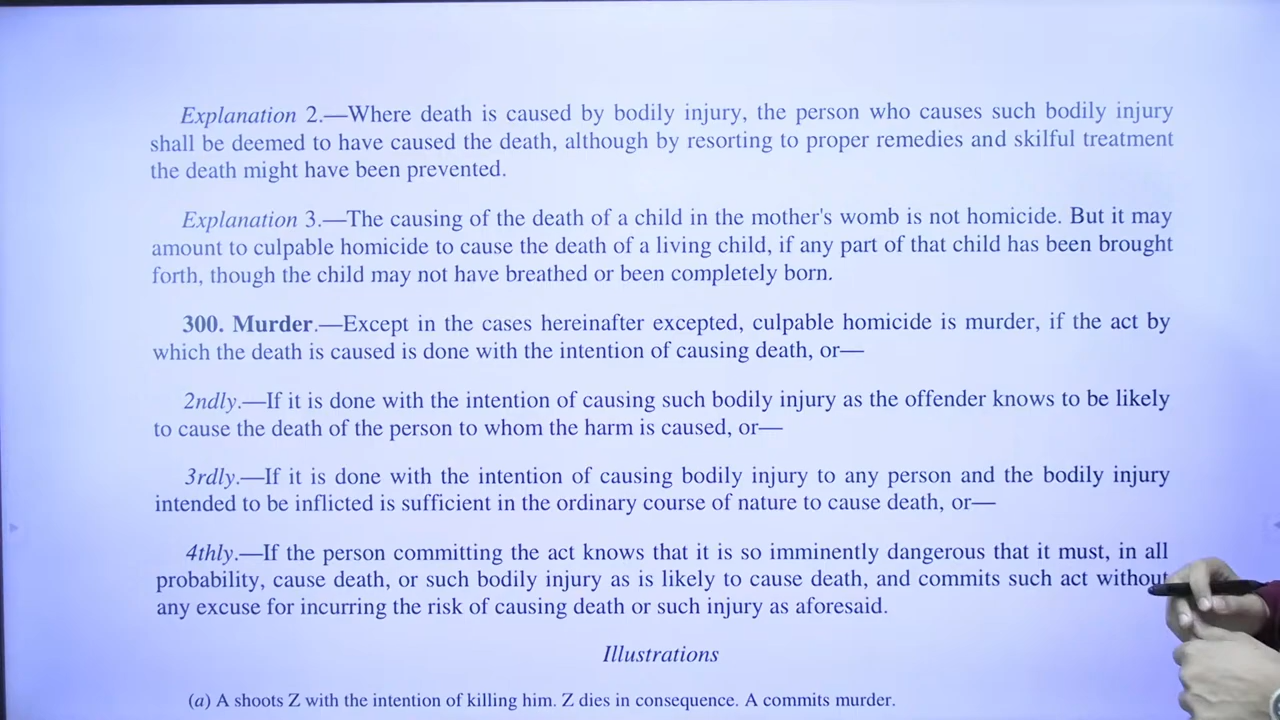 Explanation 2.—Where death is caused by bodily injury, the person who causes such bodily injury
shall be deemed to have caused the death, although by resorting to proper remedies and skilful treatment
the death might have been prevented.
Explanation 3.—The causing of the death of a child in the mother's womb is not homicide. But it may
amount to culpable homicide to cause the death of a living child, if any part of that child has been brought
forth, though the child may not have breathed or been completely born.
300. Murder.—Except in the cases hereinafter excepted, culpable homicide is murder, if the act by
which the death is caused is done with the intention of causing death, or—
2ndly.—If it is done with the intention of causing such bodily injury as the offender knows to be likely
to cause the death of the person to whom the harm is caused, or—
3rdly.—If it is done with the intention of causing bodily injury to any person and the bodily injury
intended to be inflicted is sufficient in the ordinary course of nature to cause death, or—
4thly.—If the person committing the act knows that it is so imminently dangerous that it must, in all
probability, cause death, or such bodily injury as is likely to cause death, and commits such act without
any excuse for incurring the risk of causing death or such injury as aforesaid.
Illustrations
(a) A shoots Z with the intention of killing him. Z dies in consequence. A commits murder.